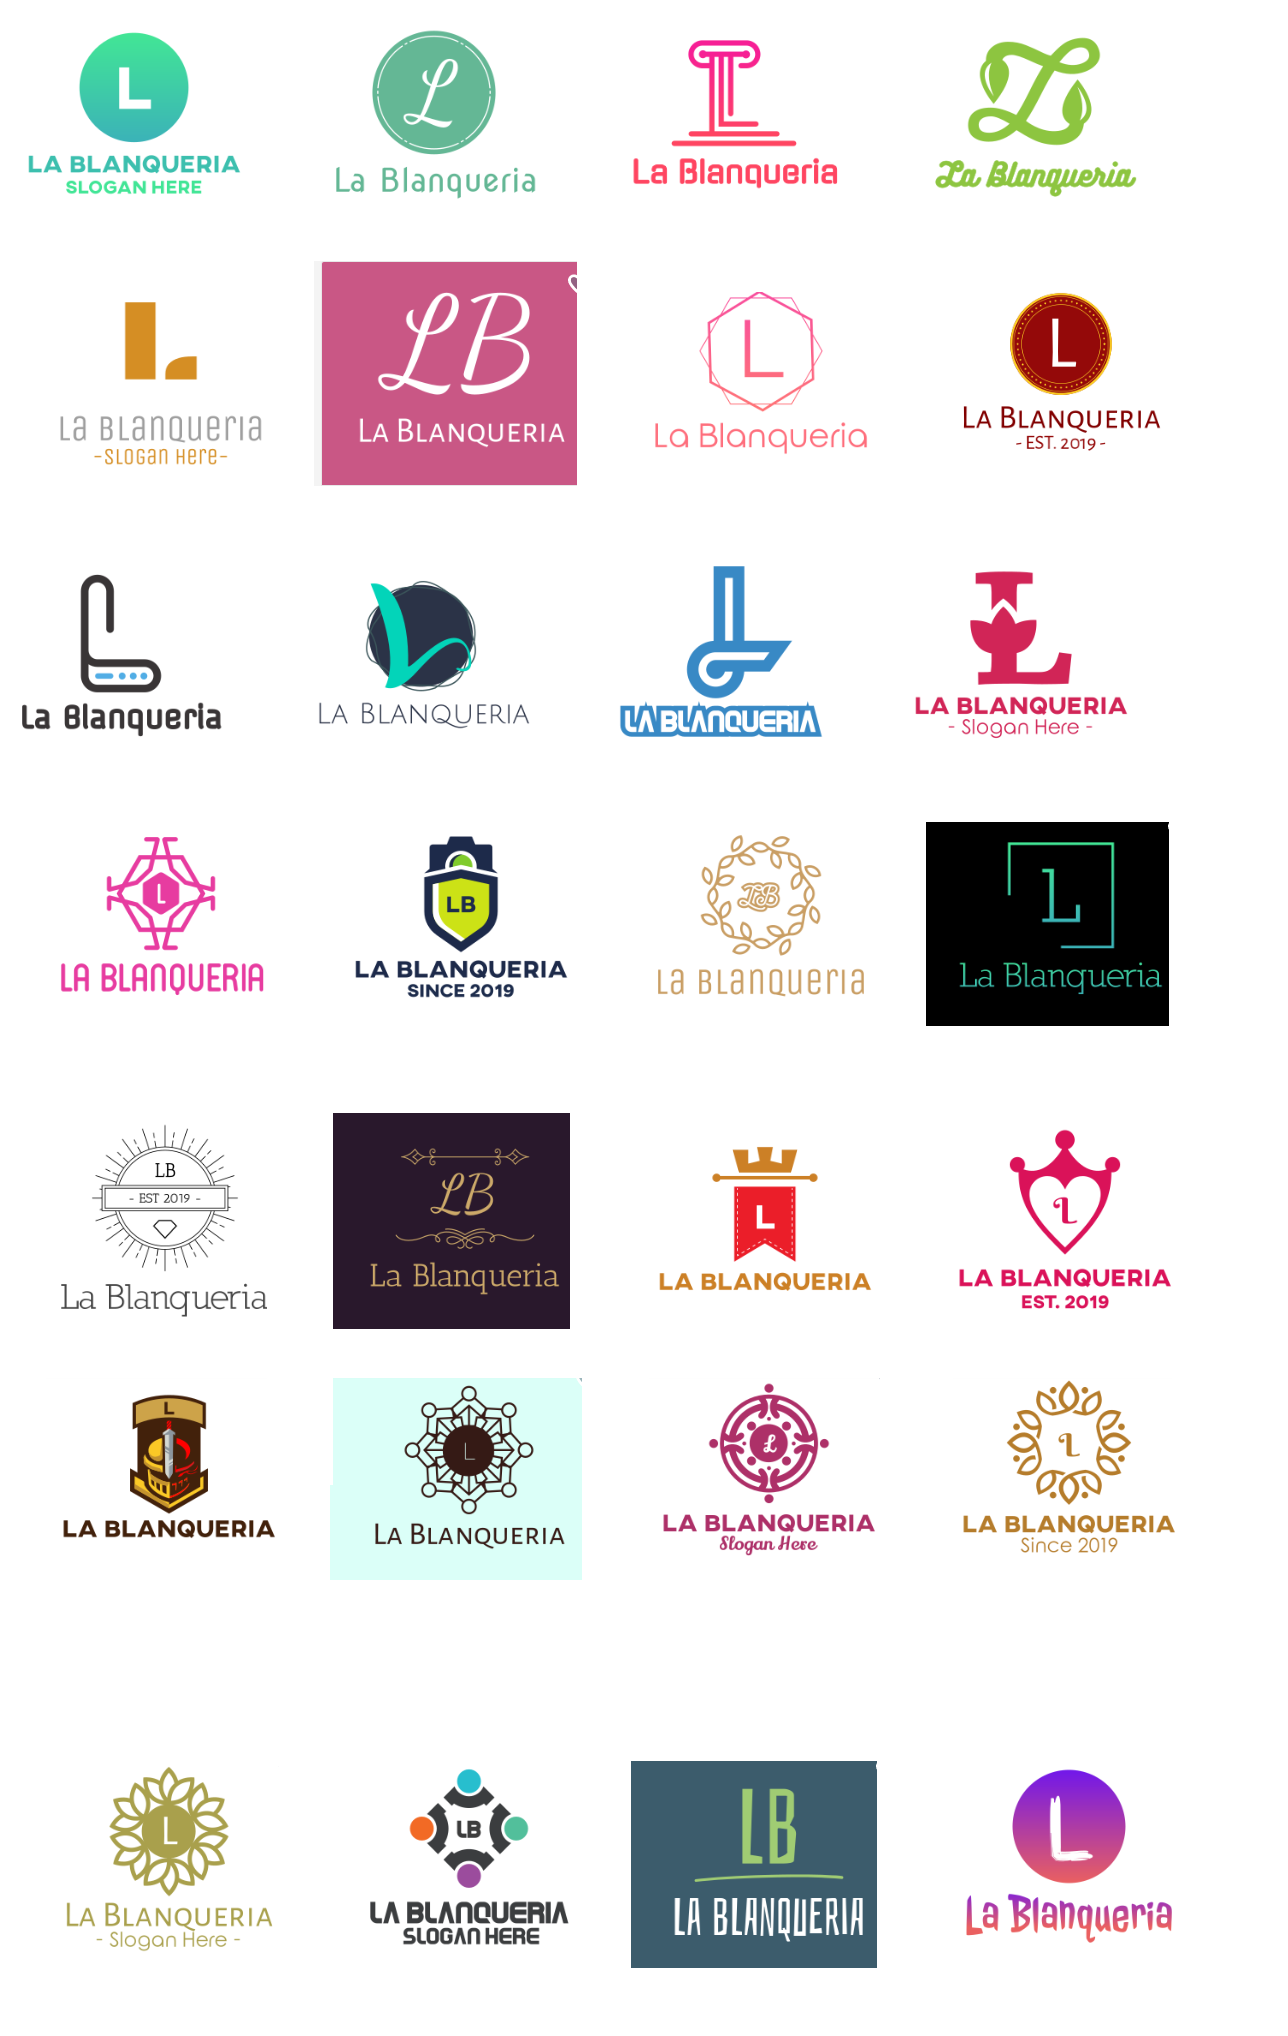 L
LA BLANQUERIA
SLOGAN HERE
L
La Blanqueria
L
La Blanqueria
L
La Blanqueria
L
La Blanqueria
-Slogan Here-
LB
La Blanqueria
L
La Blanqueria
L
La Blanqueria
- EST. 2019 -
L
La Blanqueria
L
La Blanqueria
L
LA BLANQUERIA
L
LA BLANQUERIA
- Slogan Here -
L
LA BLANQUERIA
LB
LA BLANQUERIA
SINCE 2019
LB
La Blanqueria
L
La Blanqueria
LB
- EST 2019 -
La Blanqueria
LB
La Blanqueria
L
LA BLANQUERIA
L
LA BLANQUERIA
EST. 2019
L
LA BLANQUERIA
L
La Blanqueria
L
LA BLANQUERIA
Slogan Here
L
LA BLANQUERIA
Since 2019
L
La Blanqueria
- Slogan Here -
LB
LA BLANQUERIA
SLOGAN HERE
LB
LA BLANQUERIA
L
La Blanqueria